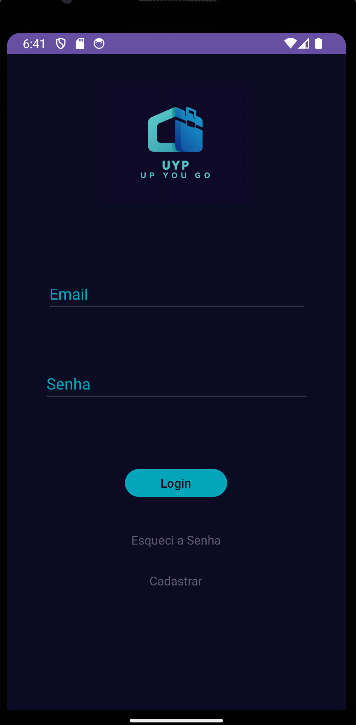 6:41
UYP
UP YOU GO
Email
Senha
Login
Esqueci a Senha
Cadastrar